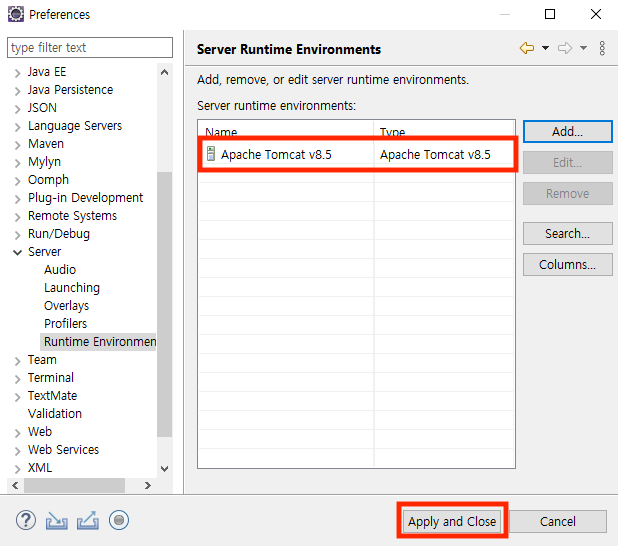 Preferences
type filter text
Java EE
Java Persistence
JSON
Language Servers
Maven
Mylyn
Oomph
Plug-in Development
Remote Systems
Run/Debug
Server
Audio
Launching
Overlays
Profilers
Runtime Environmen
Team
Terminal
TextMate
Validation
Web
Web Services
XML
Server Runtime Environments
Add, remove, or edit server runtime environments.
Server runtime environments:
Name Type
Apache Tomcat v8.5 Apache Tomcat v8.5
Add...
Edit...
Remove
Search...
Columns...
Apply and Close Cancel